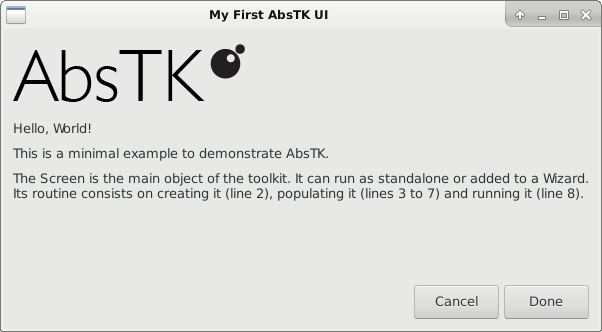 My First AbsTK UI
AbsTK
Hello, World!
This is a minimal example to demonstrate AbsTK.
The Screen is the main object of the toolkit. It can run as standalone or added to a Wizard.
Its routine consists on creating it (line 2), populating it (lines 3 to 7) and running it (line 8).
Cancel
Done